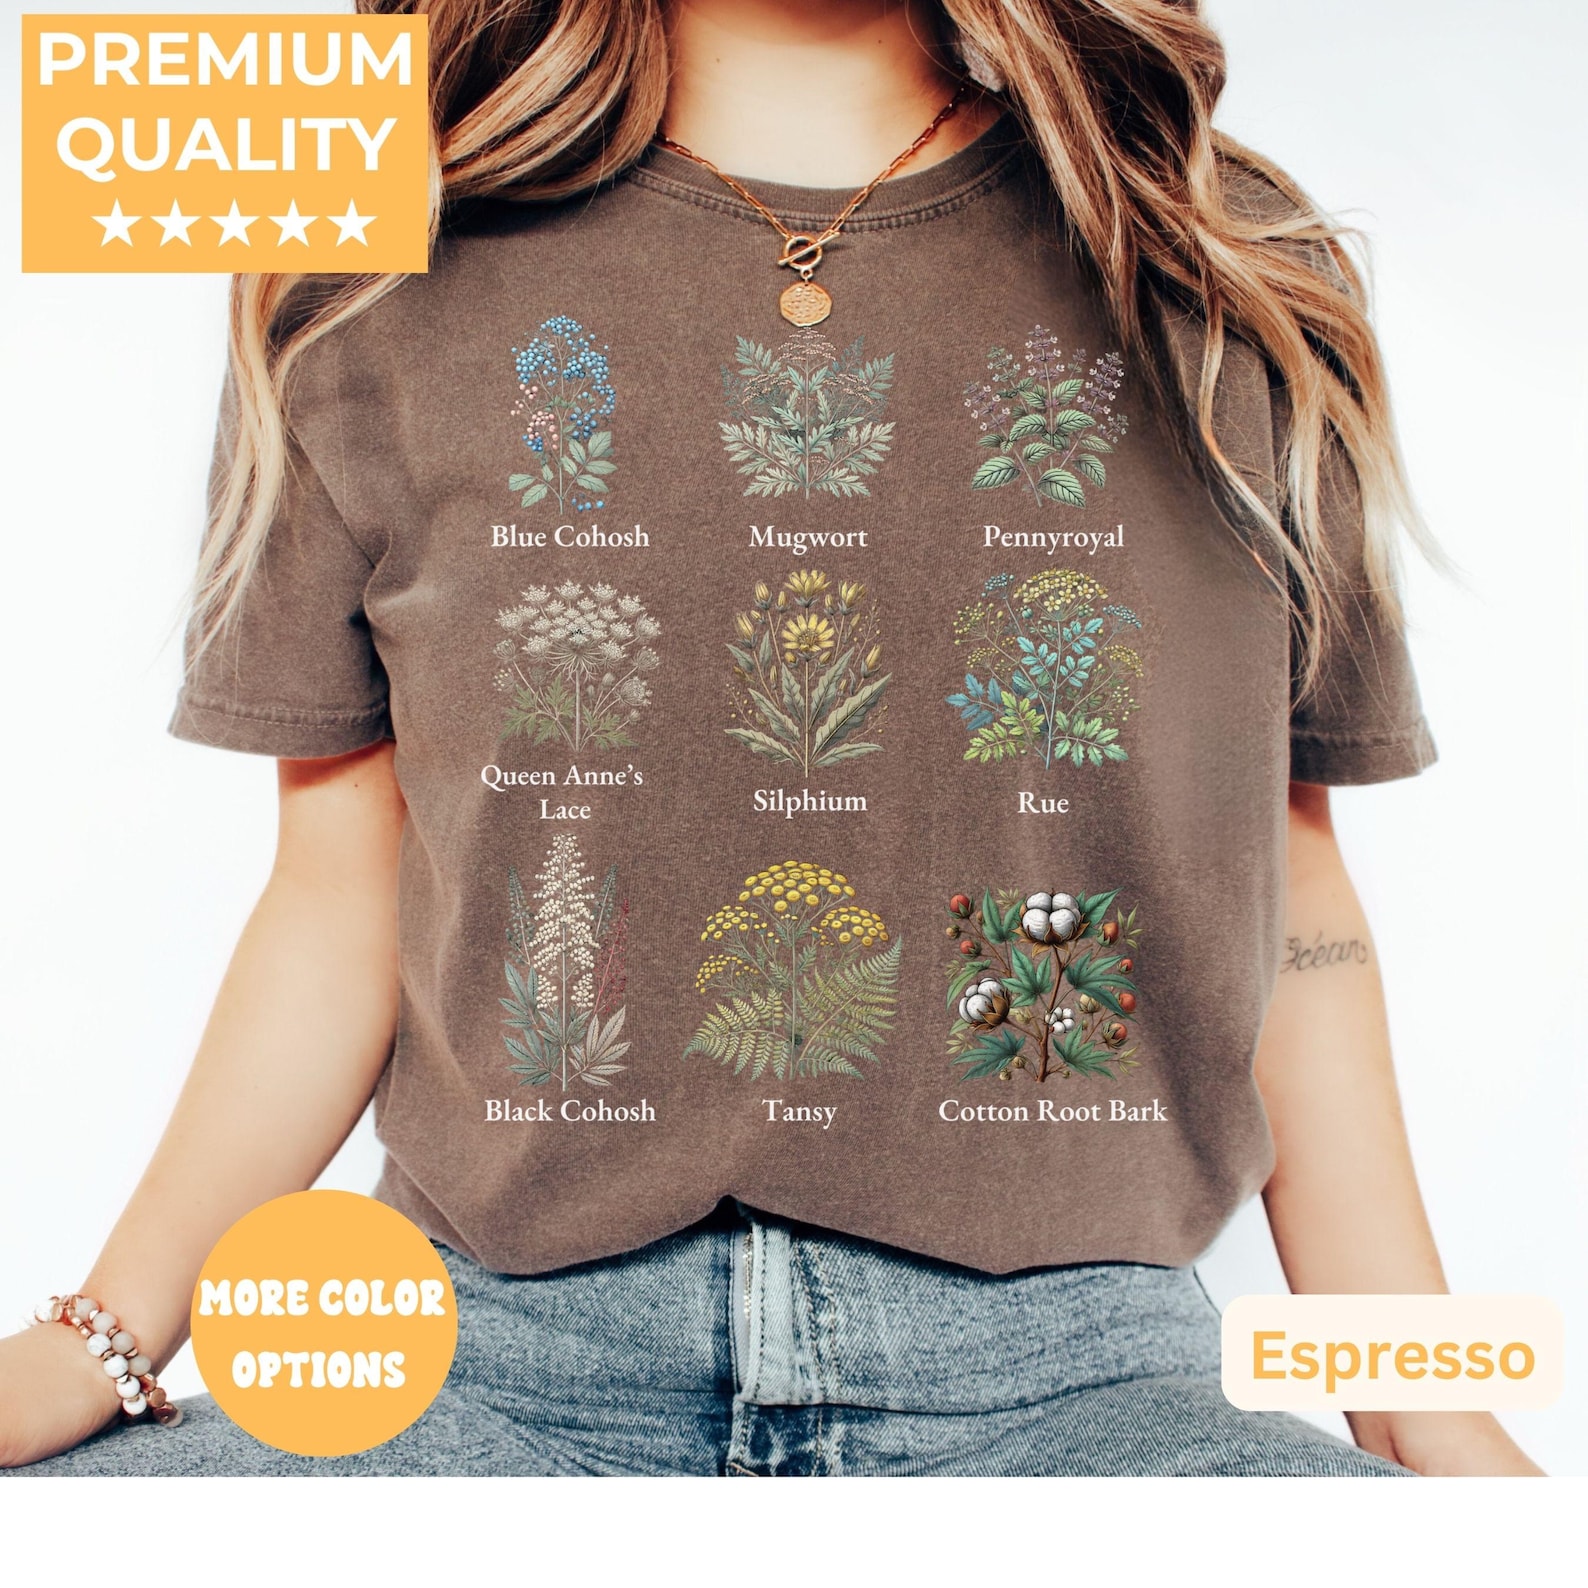 PREMIUM
QUALITY
Blue Cohosh
Mugwort
Pennyroyal
Queen Anne's
Lace
Silphium
Rue
Black Cohosh
Tansy
Cotton Root Bark
Océan
MORE COLOR
OPTIONS
Espresso